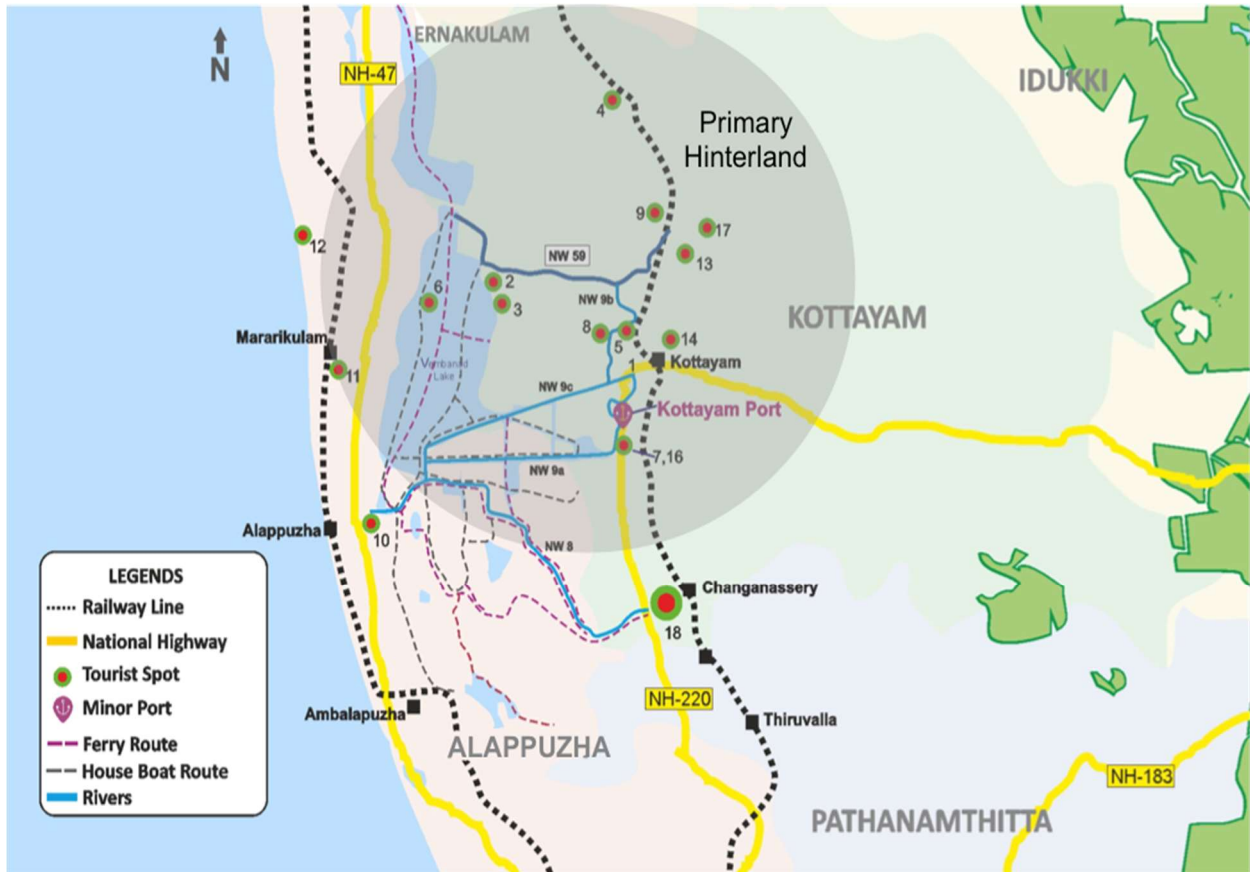 ERNAKULAM
N
NH-47
IDUKKI
4
Primary
Hinterland
9
17
12
13
NW 59
6
2
3
NW 9b
8
5
14
KOTTAYAM
Mararikulam
Vembanad
Lake
1
Kottayam
11
NW 9c
Kottayam Port
7,16
NW 9a
Alappuzha
10
NW 8
LEGENDS
Railway Line
National Highway
Tourist Spot
Minor Port
Ferry Route
House Boat Route
Rivers
Changanassery
18
NH-220
Ambalapuzha
Thiruvalla
ALAPPUZHA
NH-183
PATHANAMTHITTA